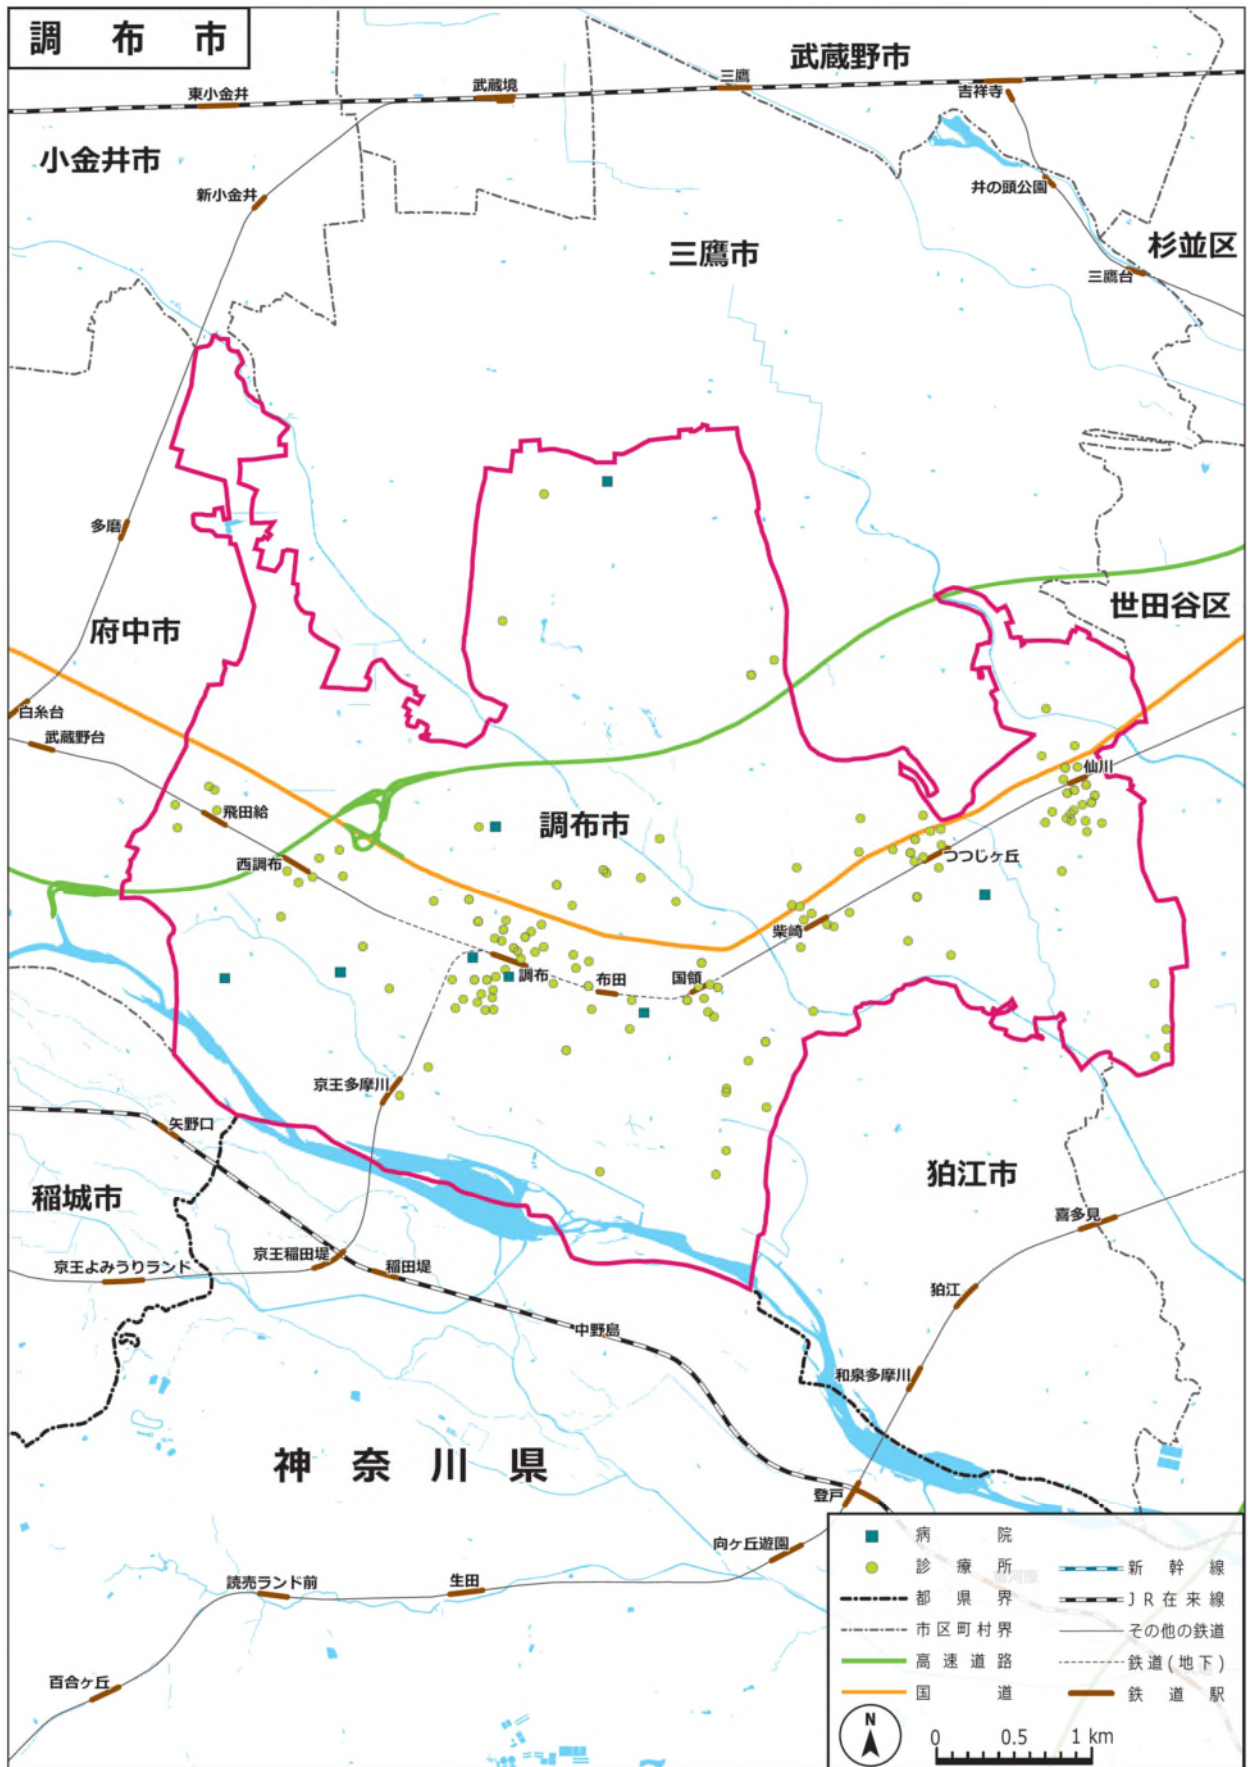 調布市
武蔵野市
三鷹
吉祥寺
武蔵境
東小金井
小金井市
新小金井
井の頭公園
杉並区
三鷹市
三鷹台
多磨
世田谷区
府中市
白糸台
武蔵野台
仙川
飛田給
調布市
西調布
つつじヶ丘
柴崎
調布
布田
国領
京王多摩川
矢野口
狛江市
稲城市
喜多見
京王稲田堤
京王よみうりランド
稲田堤
狛江
中野島
和泉多摩川
神奈川県
登戸
向ヶ丘遊園
読売ランド前
生田
百合ヶ丘
病院
診療所
都県界
市区町村界
高速道路
国道
新幹線
JR在来線
その他の鉄道
鉄道(地下)
鉄道駅
N
0 0.5 1 km